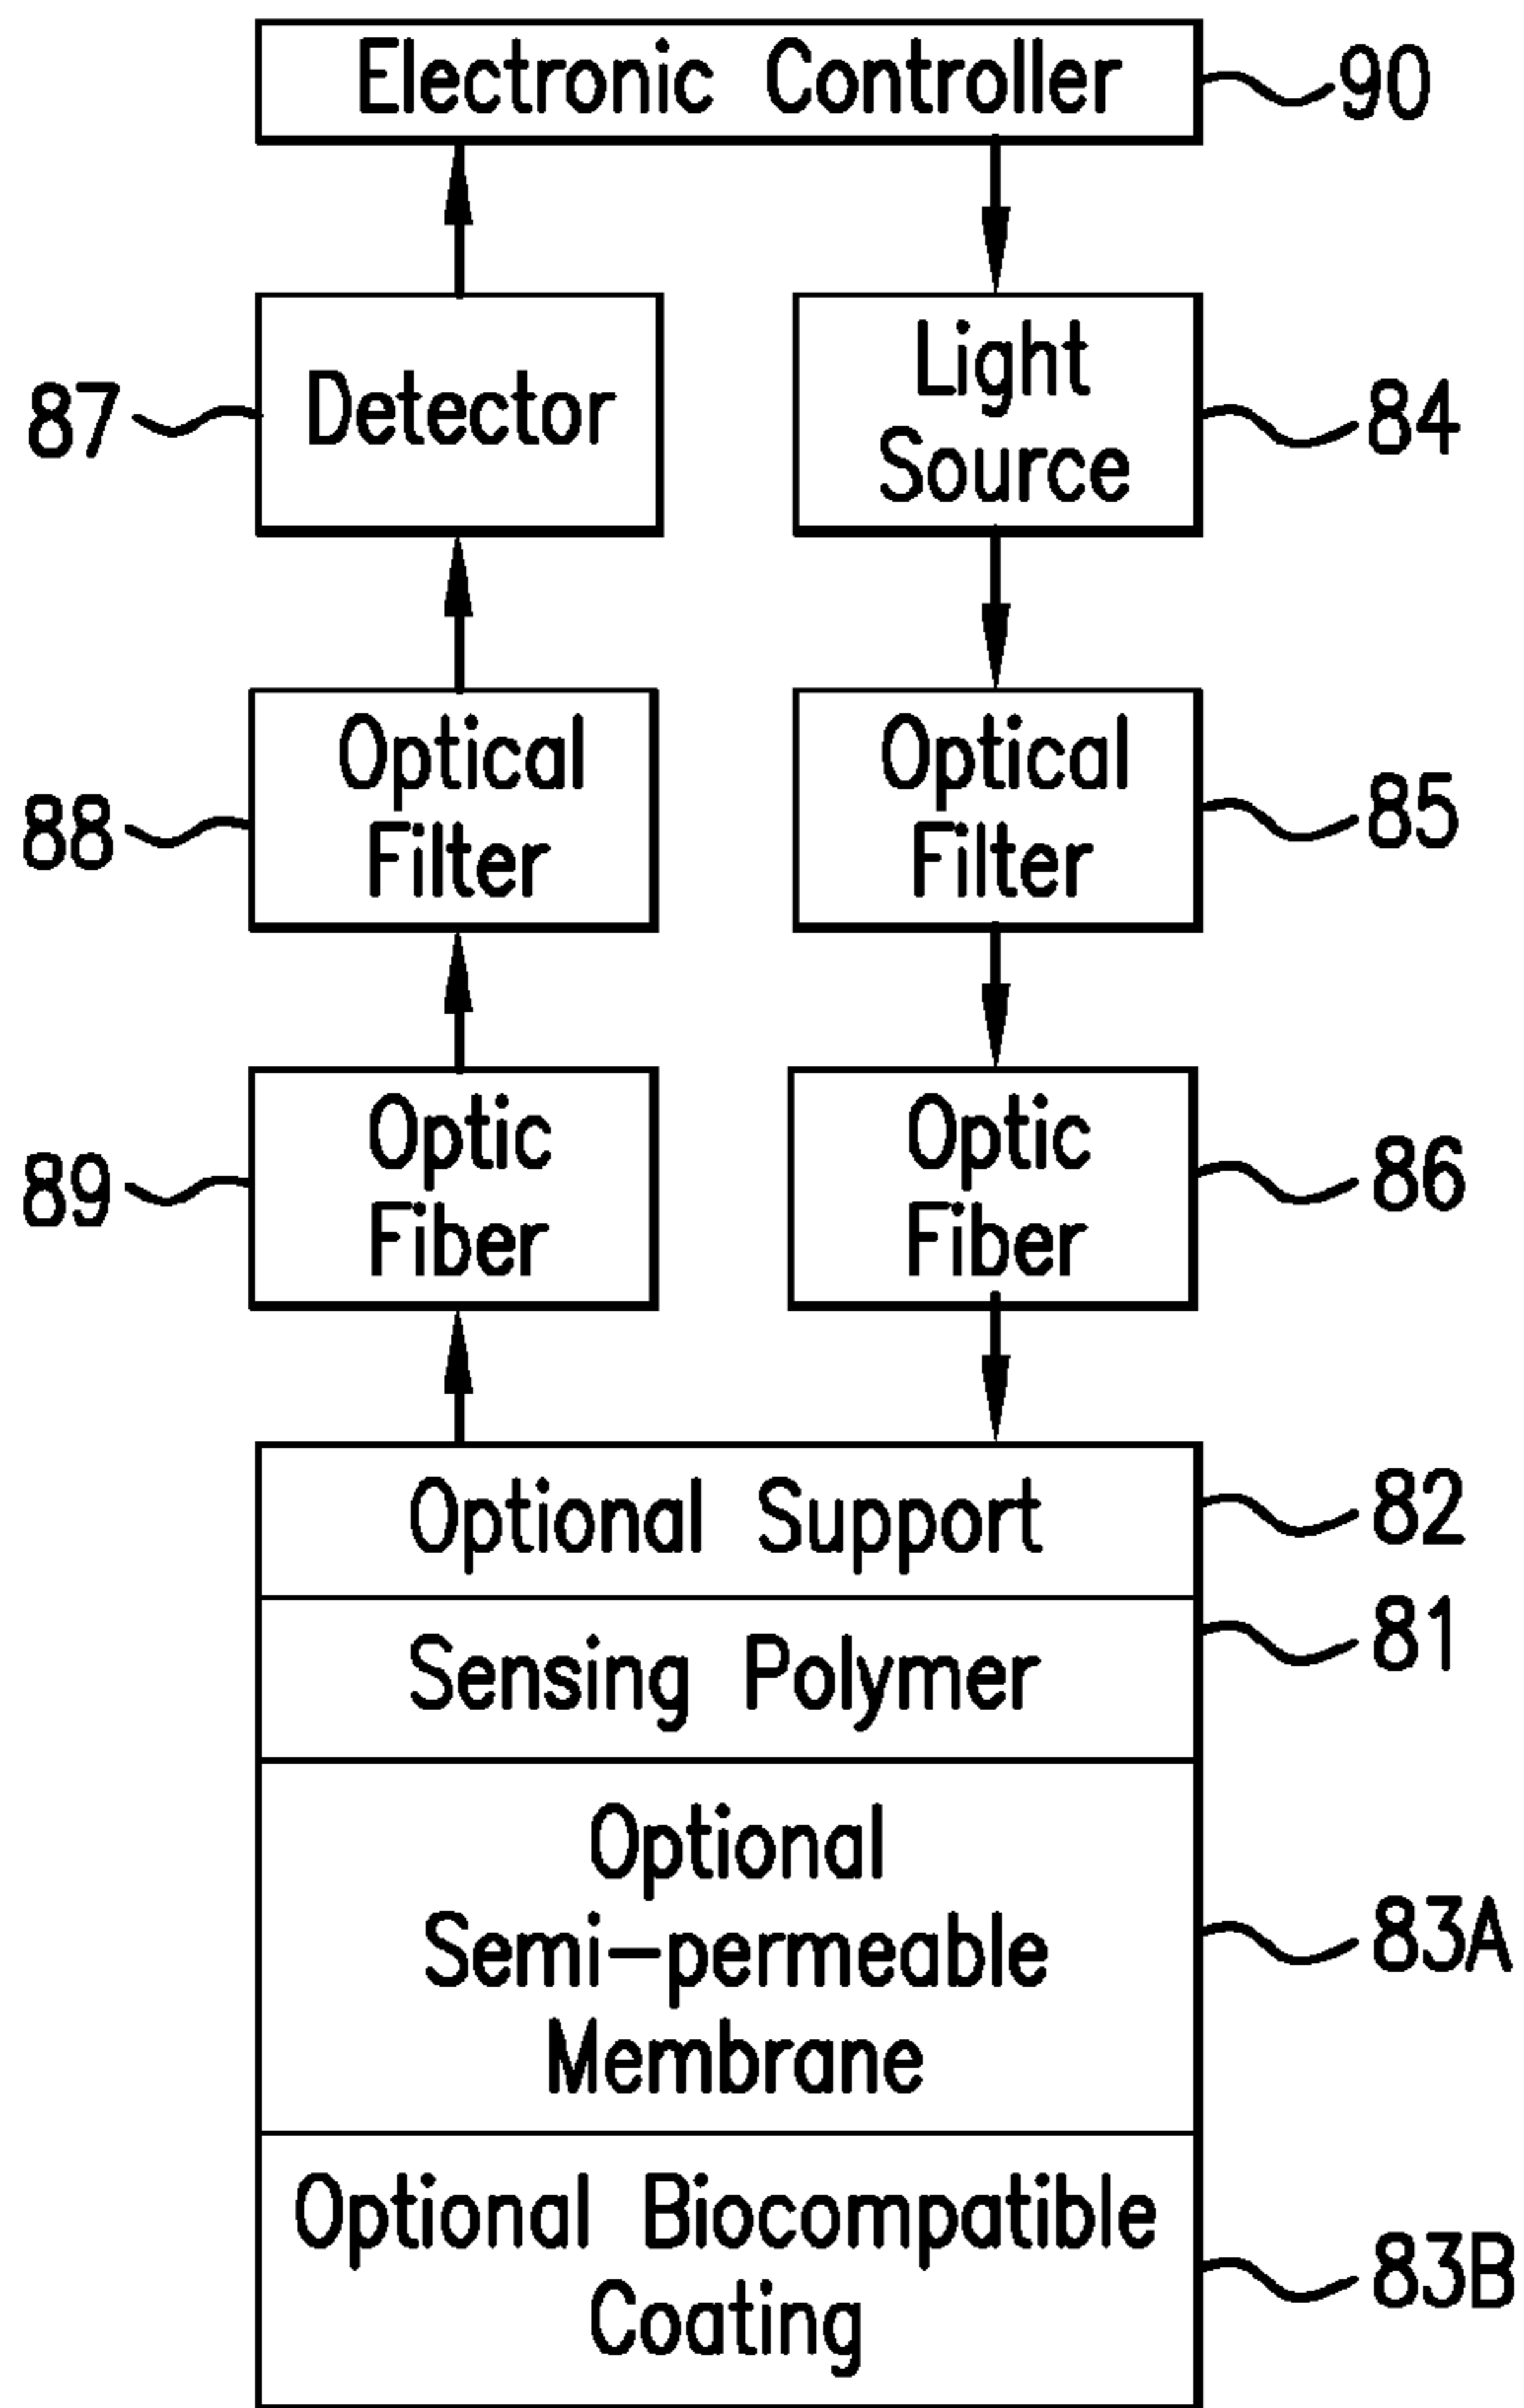 Electronic Controller
90
87
Detector
Light
Source
84
88
Optical
Filter
Optical
Filter
85
89
Optic
Fiber
Optic
Fiber
86
Optional Support
82
Sensing Polymer
81
Optional
Semi-permeable
Membrane
83A
Optional Biocompatible
Coating
83B